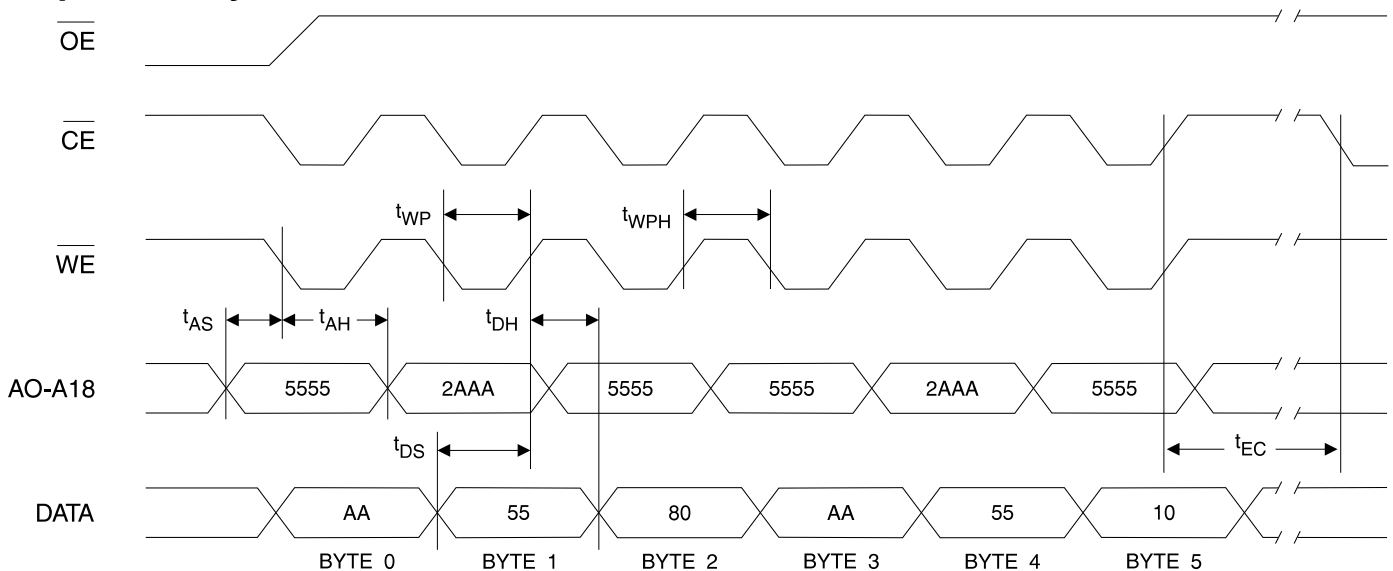 OE
CE
tWP
tWPH
WE
tAS
tAH
tDH
AO-A18
5555
2AAA
5555
5555
2AAA
5555
tDS
tEC
DATA
AA
55
80
AA
55
10
BYTE 0
BYTE 1
BYTE 2
BYTE 3
BYTE 4
BYTE 5